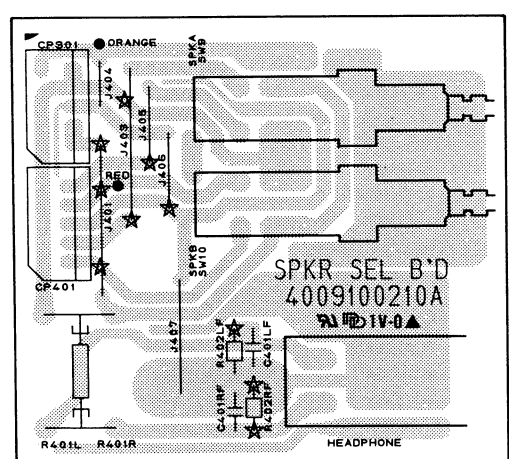 CP301
ORANGE
SPKA
SW9
J404
J403
J405
J406
RED
J401
CP401
SPKB
SW10
SPKR SEL B'D
4009100210A
1V-0
J407
R402LF
C401LF
C401RF
R402RF
R401L R401R
HEADPHONE